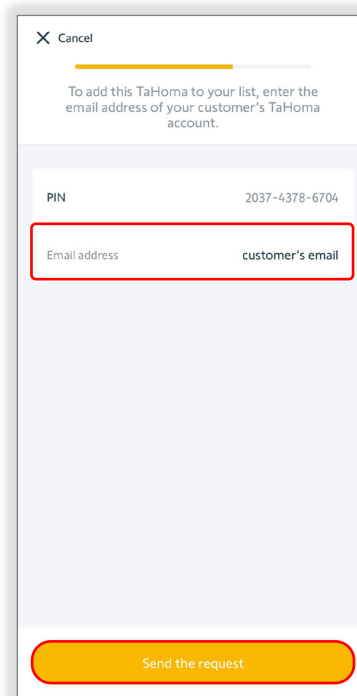 Cancel
To add this TaHoma to your list, enter the
email address of your customer's TaHoma
account.
PIN 2037-4378-6704
Email address customer's email
Send the request